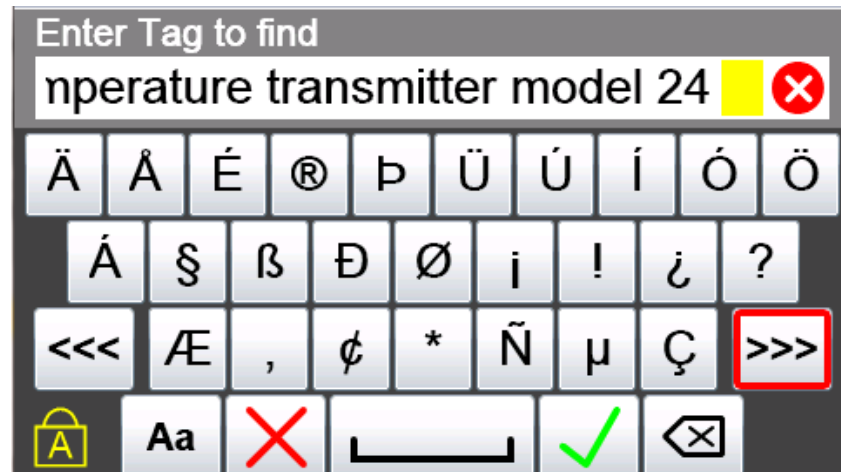 Enter Tag to find
nperature transmitter model 24
Ä Å É ® Þ Ü Ú Í Ó Ö
Á § ß Đ Ø ¡ ! ¿ ?
<<< Æ , ¢ * Ñ µ Ç >>>
A Aa